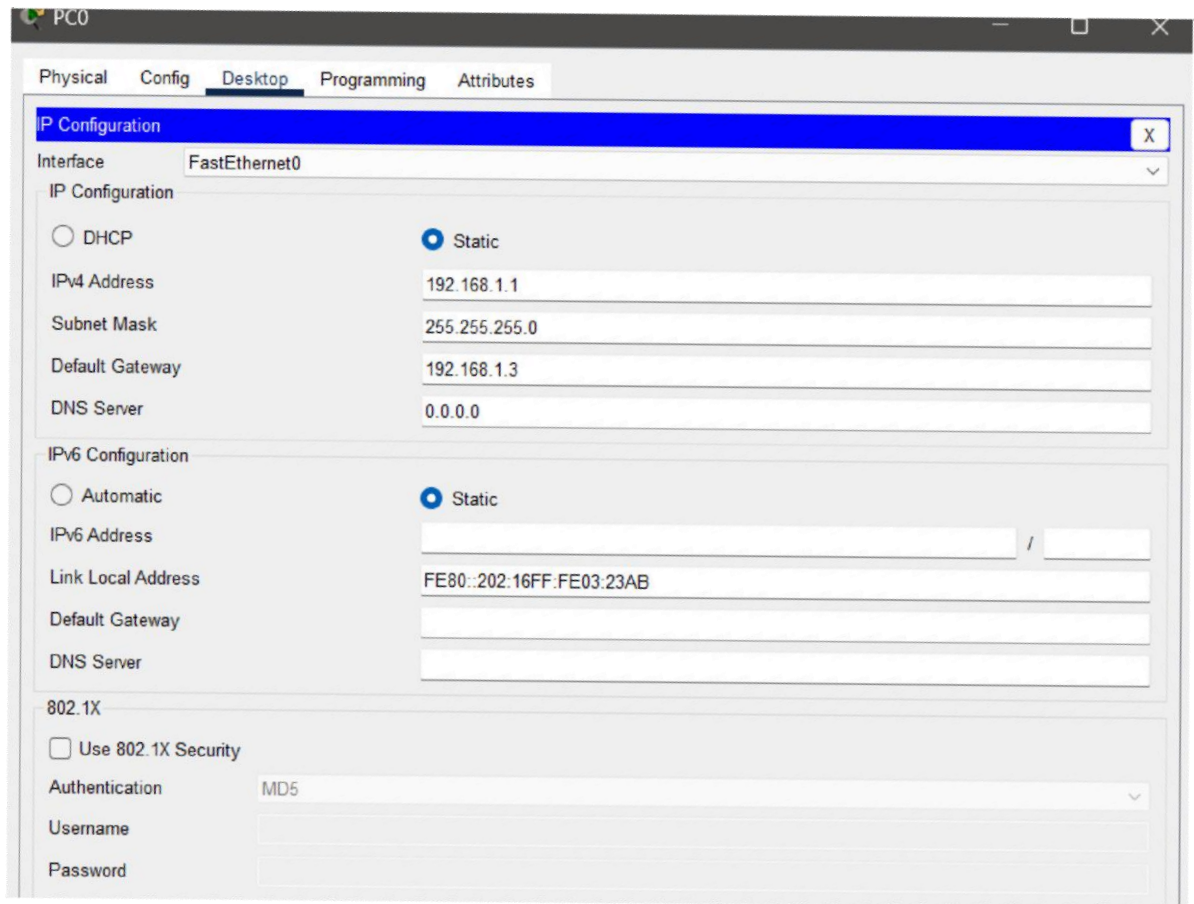 PC0
Physical Config Desktop Programming Attributes
IP Configuration X
Interface FastEthernet0
IP Configuration
DHCP Static
IPv4 Address 192.168.1.1
Subnet Mask 255.255.255.0
Default Gateway 192.168.1.3
DNS Server 0.0.0.0
IPv6 Configuration
Automatic Static
IPv6 Address /
Link Local Address FE80::202:16FF:FE03:23AB
Default Gateway
DNS Server
802.1X
Use 802.1X Security
Authentication MD5
Username
Password